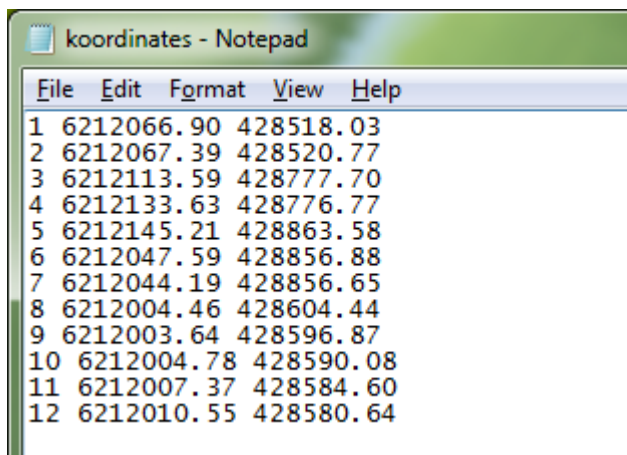 koordinates - Notepad
File Edit Format View Help
1 6212066.90 428518.03
2 6212067.39 428520.77
3 6212113.59 428777.70
4 6212133.63 428776.77
5 6212145.21 428863.58
6 6212047.59 428856.88
7 6212044.19 428856.65
8 6212004.46 428604.44
9 6212003.64 428596.87
10 6212004.78 428590.08
11 6212007.37 428584.60
12 6212010.55 428580.64